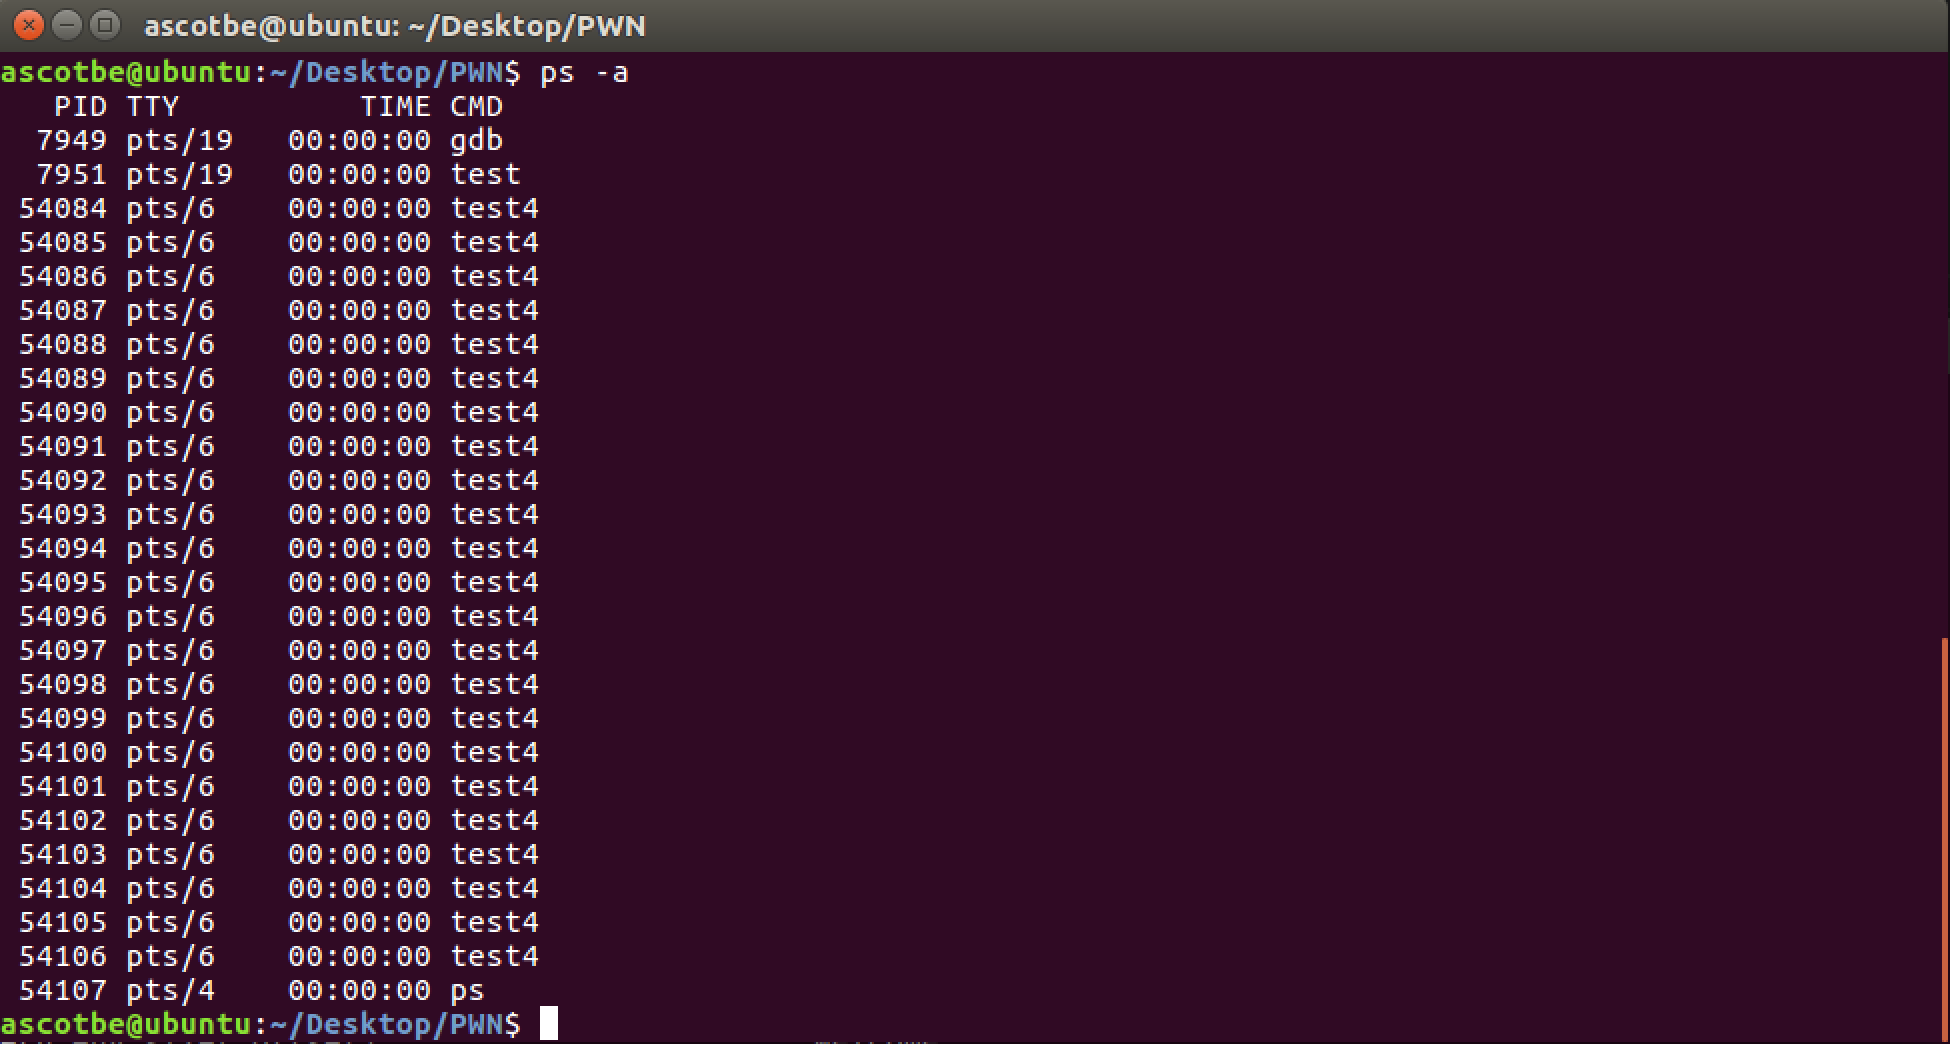 ascotbe@ubuntu: ~/Desktop/PWN
ascotbe@ubuntu:~/Desktop/PWN$ ps -a
   PID TTY          TIME CMD
  7949 pts/19   00:00:00 gdb
  7951 pts/19   00:00:00 test
 54084 pts/6    00:00:00 test4
 54085 pts/6    00:00:00 test4
 54086 pts/6    00:00:00 test4
 54087 pts/6    00:00:00 test4
 54088 pts/6    00:00:00 test4
 54089 pts/6    00:00:00 test4
 54090 pts/6    00:00:00 test4
 54091 pts/6    00:00:00 test4
 54092 pts/6    00:00:00 test4
 54093 pts/6    00:00:00 test4
 54094 pts/6    00:00:00 test4
 54095 pts/6    00:00:00 test4
 54096 pts/6    00:00:00 test4
 54097 pts/6    00:00:00 test4
 54098 pts/6    00:00:00 test4
 54099 pts/6    00:00:00 test4
 54100 pts/6    00:00:00 test4
 54101 pts/6    00:00:00 test4
 54102 pts/6    00:00:00 test4
 54103 pts/6    00:00:00 test4
 54104 pts/6    00:00:00 test4
 54105 pts/6    00:00:00 test4
 54106 pts/6    00:00:00 test4
 54107 pts/4    00:00:00 ps
ascotbe@ubuntu:~/Desktop/PWN$